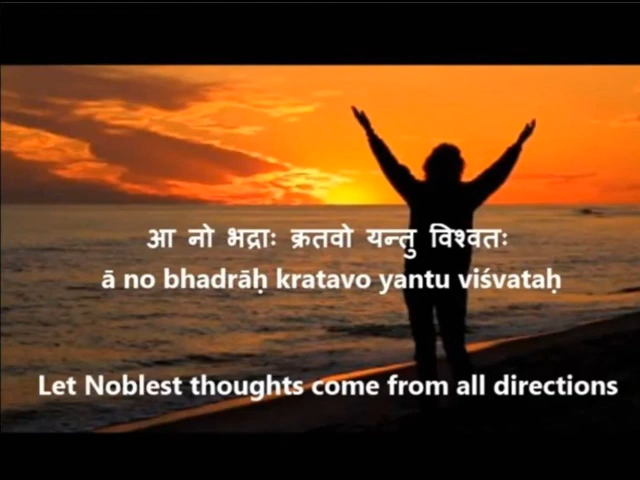 आ नो भद्राः क्रतवो यन्तु विश्वतः
ā no bhadrāḥ kratavo yantu viśvataḥ
Let Noblest thoughts come from all directions